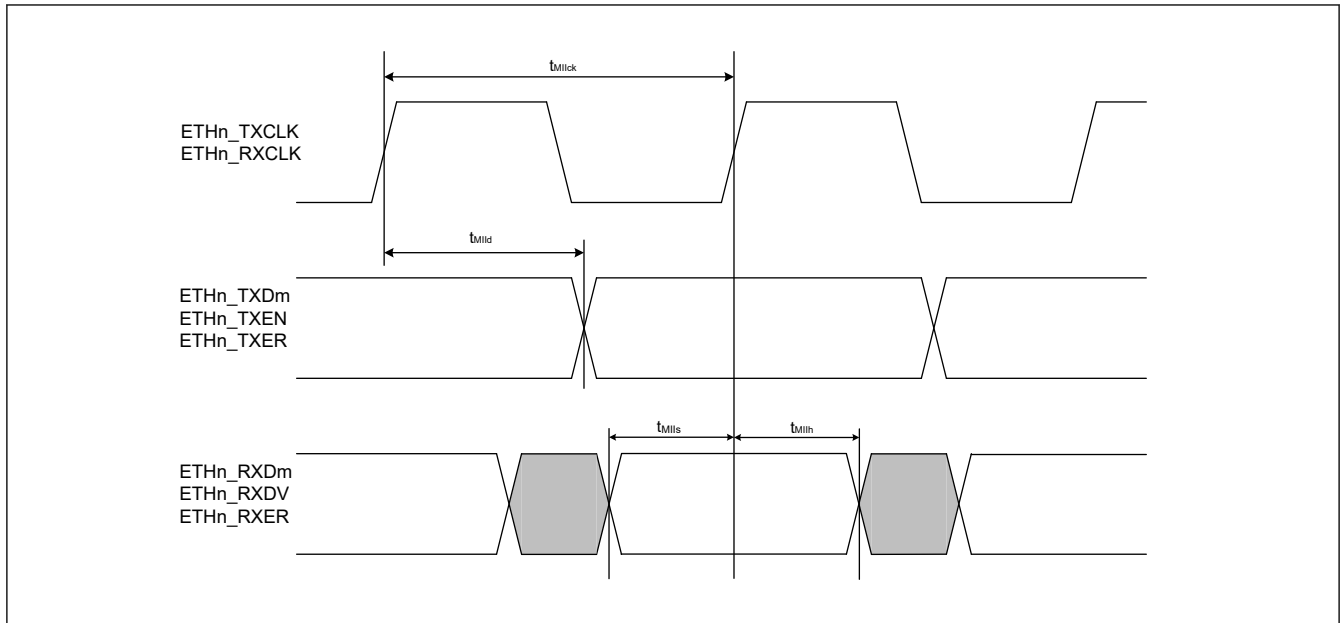 tMIIck
ETHn_TXCLK
ETHn_RXCLK
tMIId
ETHn_TXDm
ETHn_TXEN
ETHn_TXER
tMIIs
tMIIh
ETHn_RXDm
ETHn_RXDV
ETHn_RXER